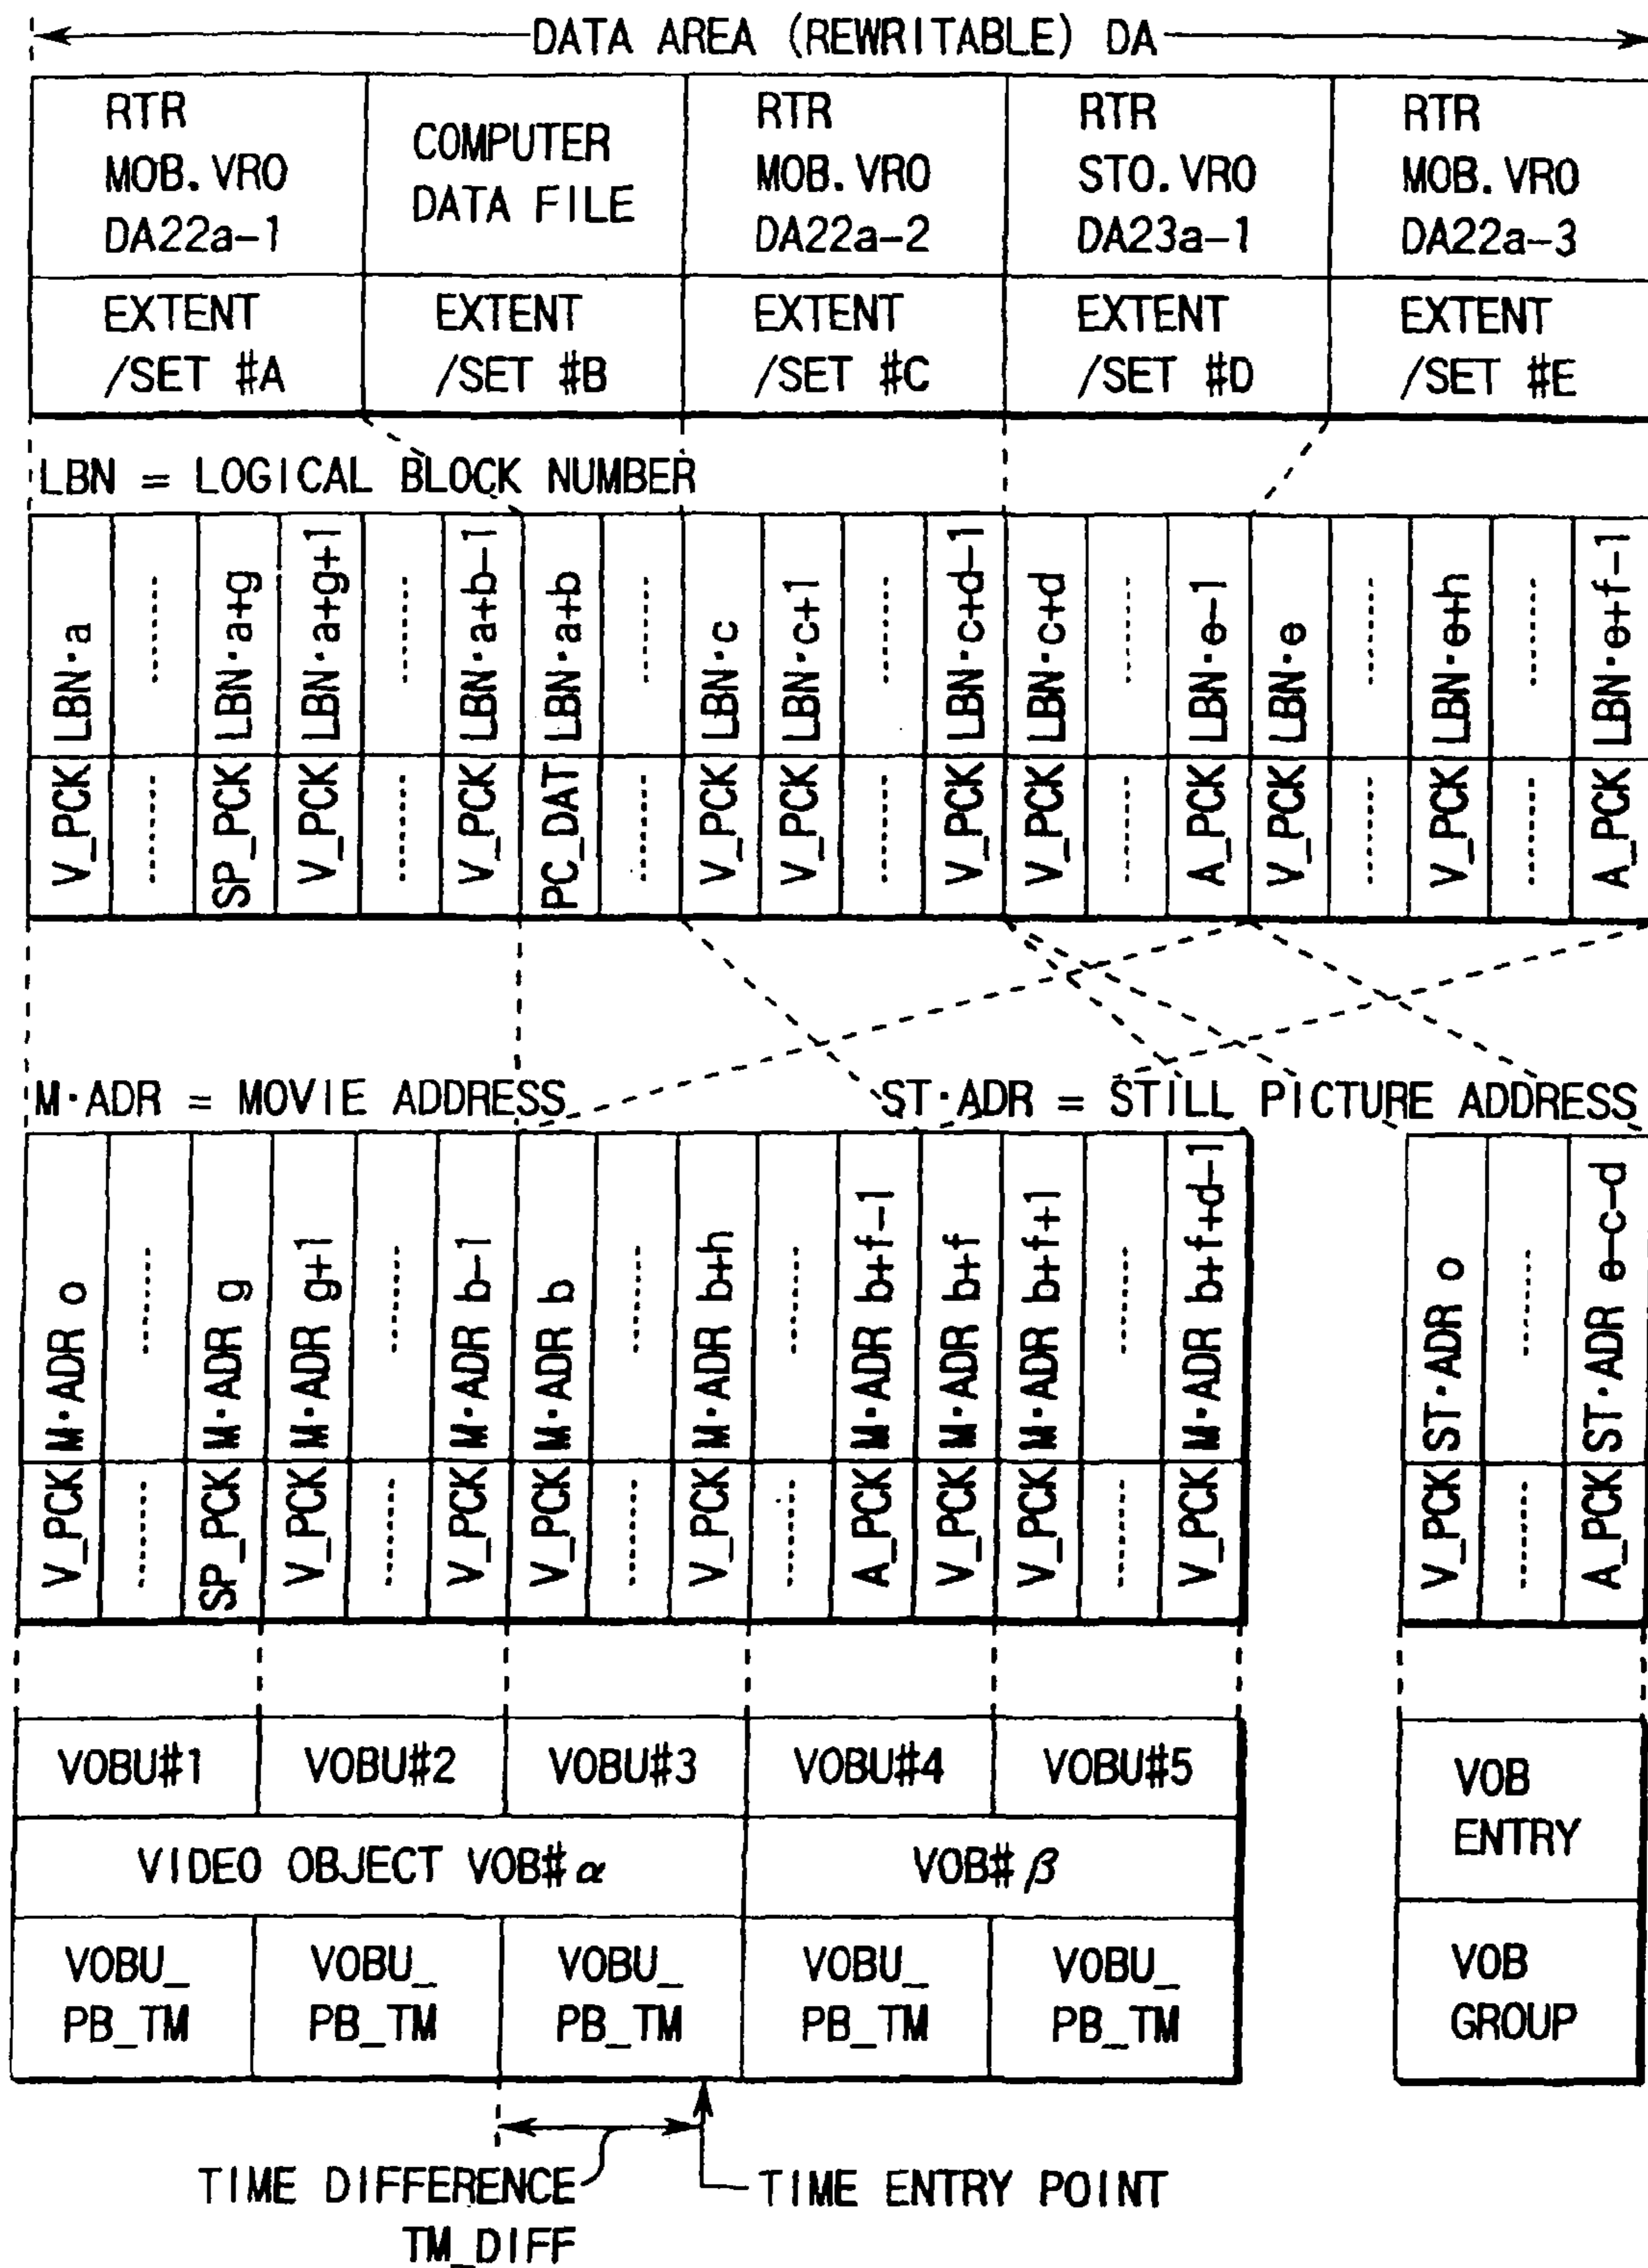 DATA AREA (REWRITABLE) DA
RTR
MOB.VRO
DA22a-1
COMPUTER
DATA FILE
RTR
MOB.VRO
DA22a-2
RTR
STO.VRO
DA23a-1
RTR
MOB.VRO
DA22a-3
EXTENT
/SET #A
EXTENT
/SET #B
EXTENT
/SET #C
EXTENT
/SET #D
EXTENT
/SET #E
LBN = LOGICAL BLOCK NUMBER
V_PCK LBN·a
SP_PCK LBN·a+g
V_PCK LBN·a+g+1
V_PCK LBN·a+b-1
PC_DAT LBN·a+b
V_PCK LBN·c
V_PCK LBN·c+1
V_PCK LBN·c+d-1
V_PCK LBN·c+d
A_PCK LBN·e-1
V_PCK LBN·e
V_PCK LBN·e+h
A_PCK LBN·e+f-1
M·ADR = MOVIE ADDRESS
ST·ADR = STILL PICTURE ADDRESS
V_PCK M·ADR o
SP_PCK M·ADR g
V_PCK M·ADR g+1
V_PCK M·ADR b-1
V_PCK M·ADR b
V_PCK M·ADR b+h
A_PCK M·ADR b+f-1
V_PCK M·ADR b+f
V_PCK M·ADR b+f+1
V_PCK M·ADR b+f+d-1
V_PCK ST·ADR o
A_PCK ST·ADR e-c-d
VOBU#1
VOBU#2
VOBU#3
VOBU#4
VOBU#5
VIDEO OBJECT VOB#α
VOB#β
VOBU_
PB_TM
VOBU_
PB_TM
VOBU_
PB_TM
VOBU_
PB_TM
VOBU_
PB_TM
VOB
ENTRY
VOB
GROUP
TIME DIFFERENCE
TM_DIFF
TIME ENTRY POINT